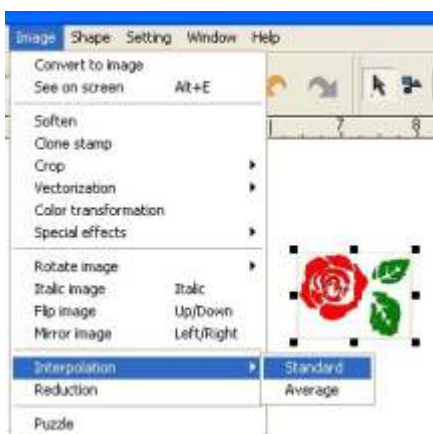 Image Shape Setting Window Help
Convert to image
See on screen Alt+E
7 8
Soften
Clone stamp
Crop
Vectorization
Color transformation
Special effects
Rotate image
Italic image Italic
Flip image Up/Down
Mirror image Left/Right
Interpolation Standard
Reduction Average
Puzzle